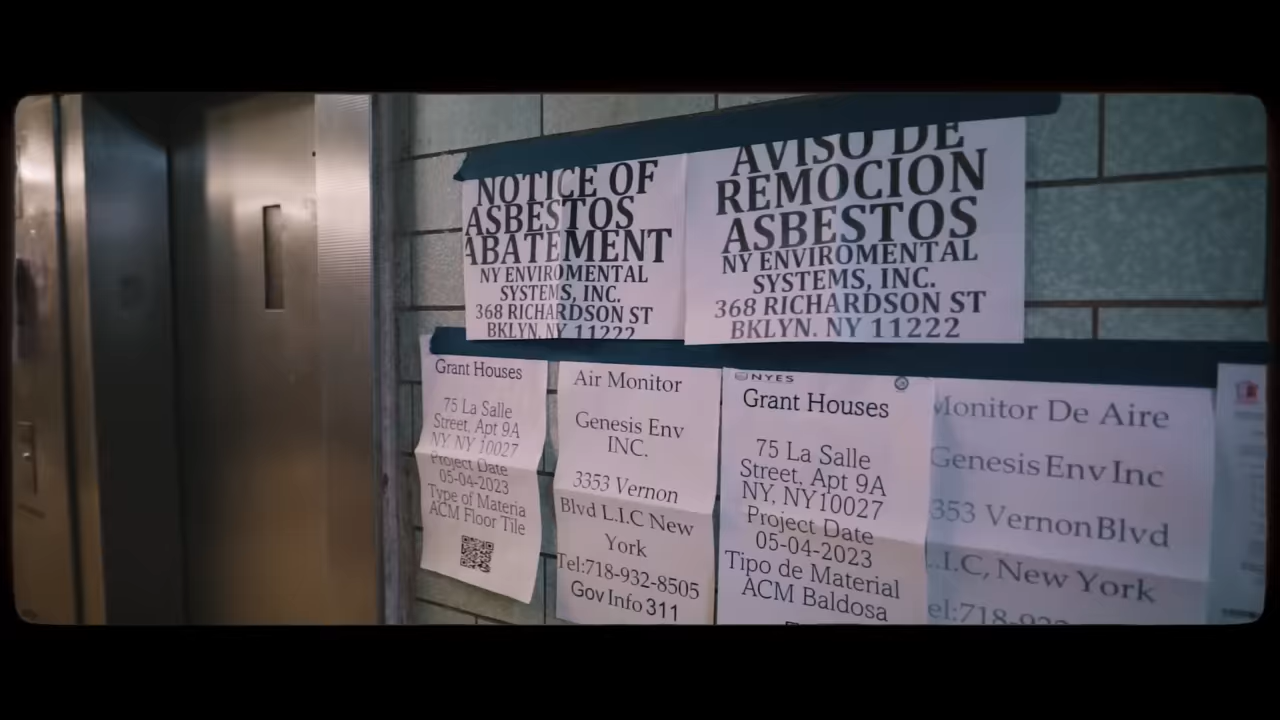 NOTICE OF
ASBESTOS
ABATEMENT
NY ENVIROMENTAL
SYSTEMS, INC.
368 RICHARDSON ST
BKLYN. NY 11222
AVISO DE
REMOCION
ASBESTOS
NY ENVIROMENTAL
SYSTEMS, INC.
368 RICHARDSON ST
BKLYN. NY 11222
Grant Houses
75 La Salle
Street, Apt 9A
NY NY 10027
Project Date
05-04-2023
Type of Materia
ACM Floor Tile
Air Monitor
Genesis Env
INC.
3353 Vernon
Blvd L.I.C New
York
Tel:718-932-8505
Gov Info 311
NYES
Grant Houses
75 La Salle
Street, Apt 9A
NY, NY 10027
Project Date
05-04-2023
Tipo de Material
ACM Baldosa
Monitor De Aire
Genesis Env Inc
353 Vernon Blvd
.I.C, New York
el:718-932